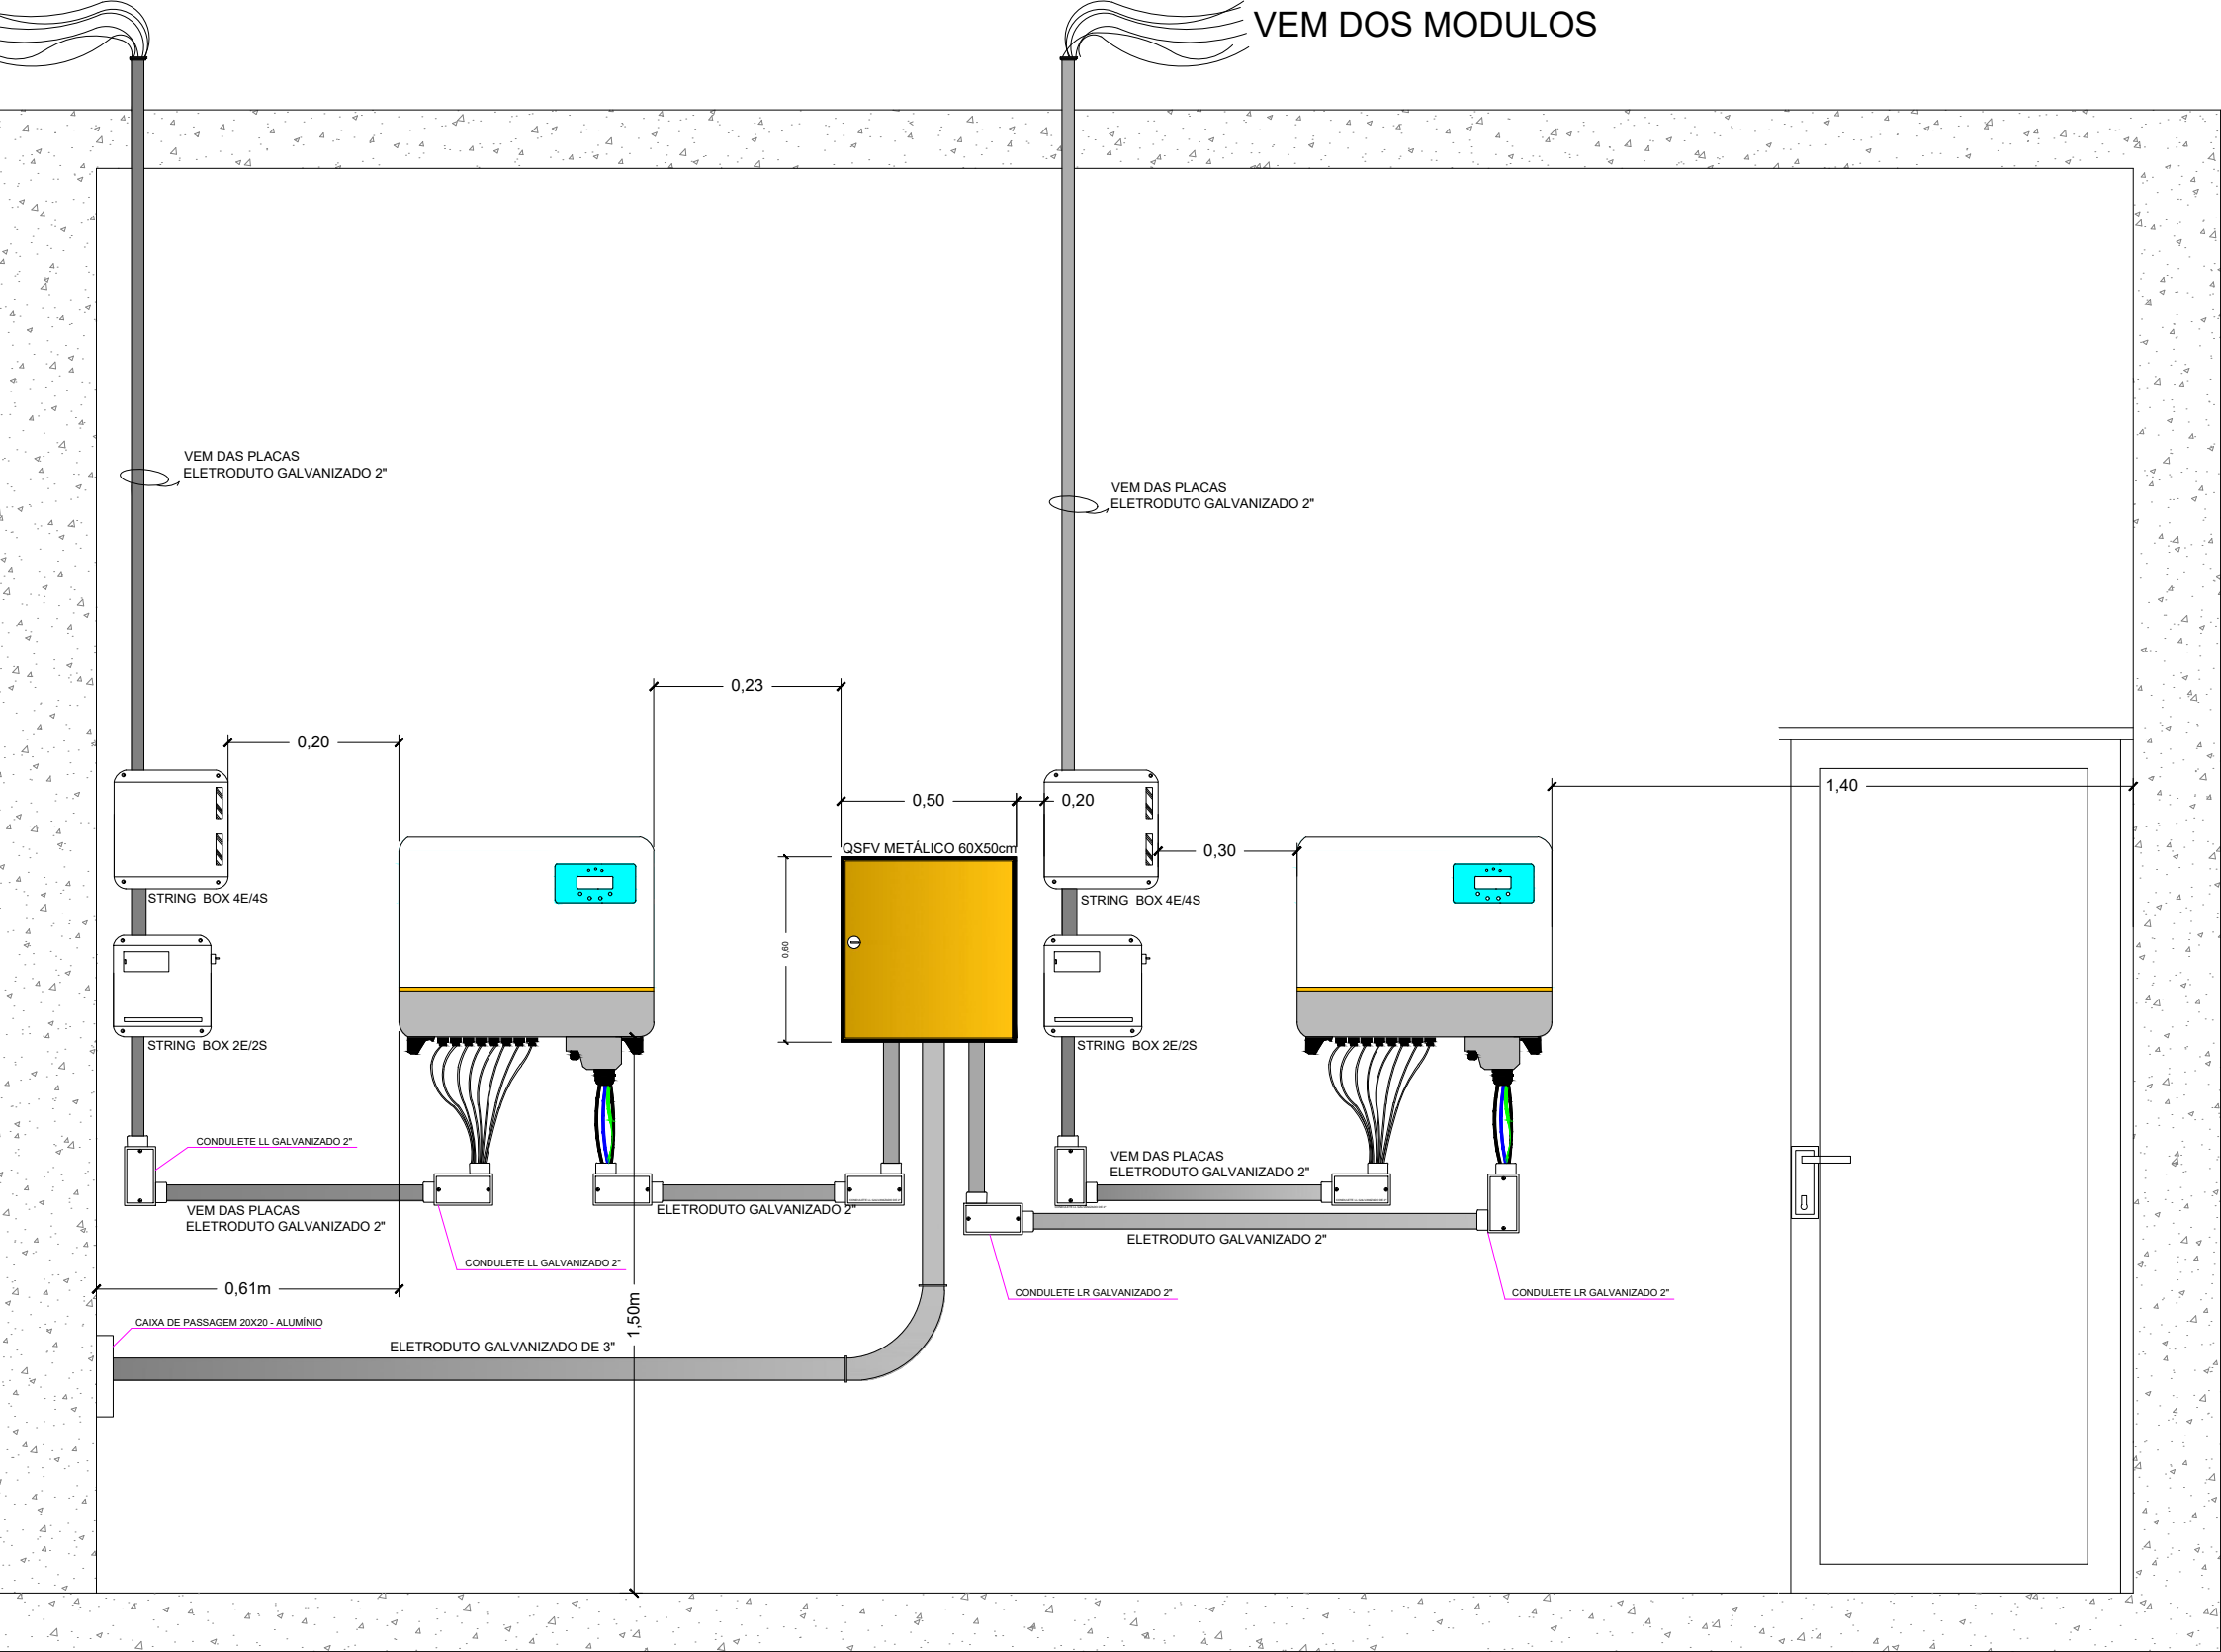 VEM DOS MODULOS
VEM DAS PLACAS
ELETRODUTO GALVANIZADO 2"
VEM DAS PLACAS
ELETRODUTO GALVANIZADO 2"
0,23
0,20
1,40
0,50
0,20
QSFV METÁLICO 60X50cm
0,30
STRING BOX 4E/4S
STRING BOX 4E/4S
0,60
STRING BOX 2E/2S
STRING BOX 2E/2S
CONDULETE LL GALVANIZADO 2"
VEM DAS PLACAS
ELETRODUTO GALVANIZADO 2"
VEM DAS PLACAS
ELETRODUTO GALVANIZADO 2"
ELETRODUTO GALVANIZADO 2"
ELETRODUTO GALVANIZADO 2"
CONDULETE LL GALVANIZADO 2"
0,61m
CONDULETE LR GALVANIZADO 2"
CONDULETE LR GALVANIZADO 2"
1,50m
CAIXA DE PASSAGEM 20X20 - ALUMÍNIO
ELETRODUTO GALVANIZADO DE 3"